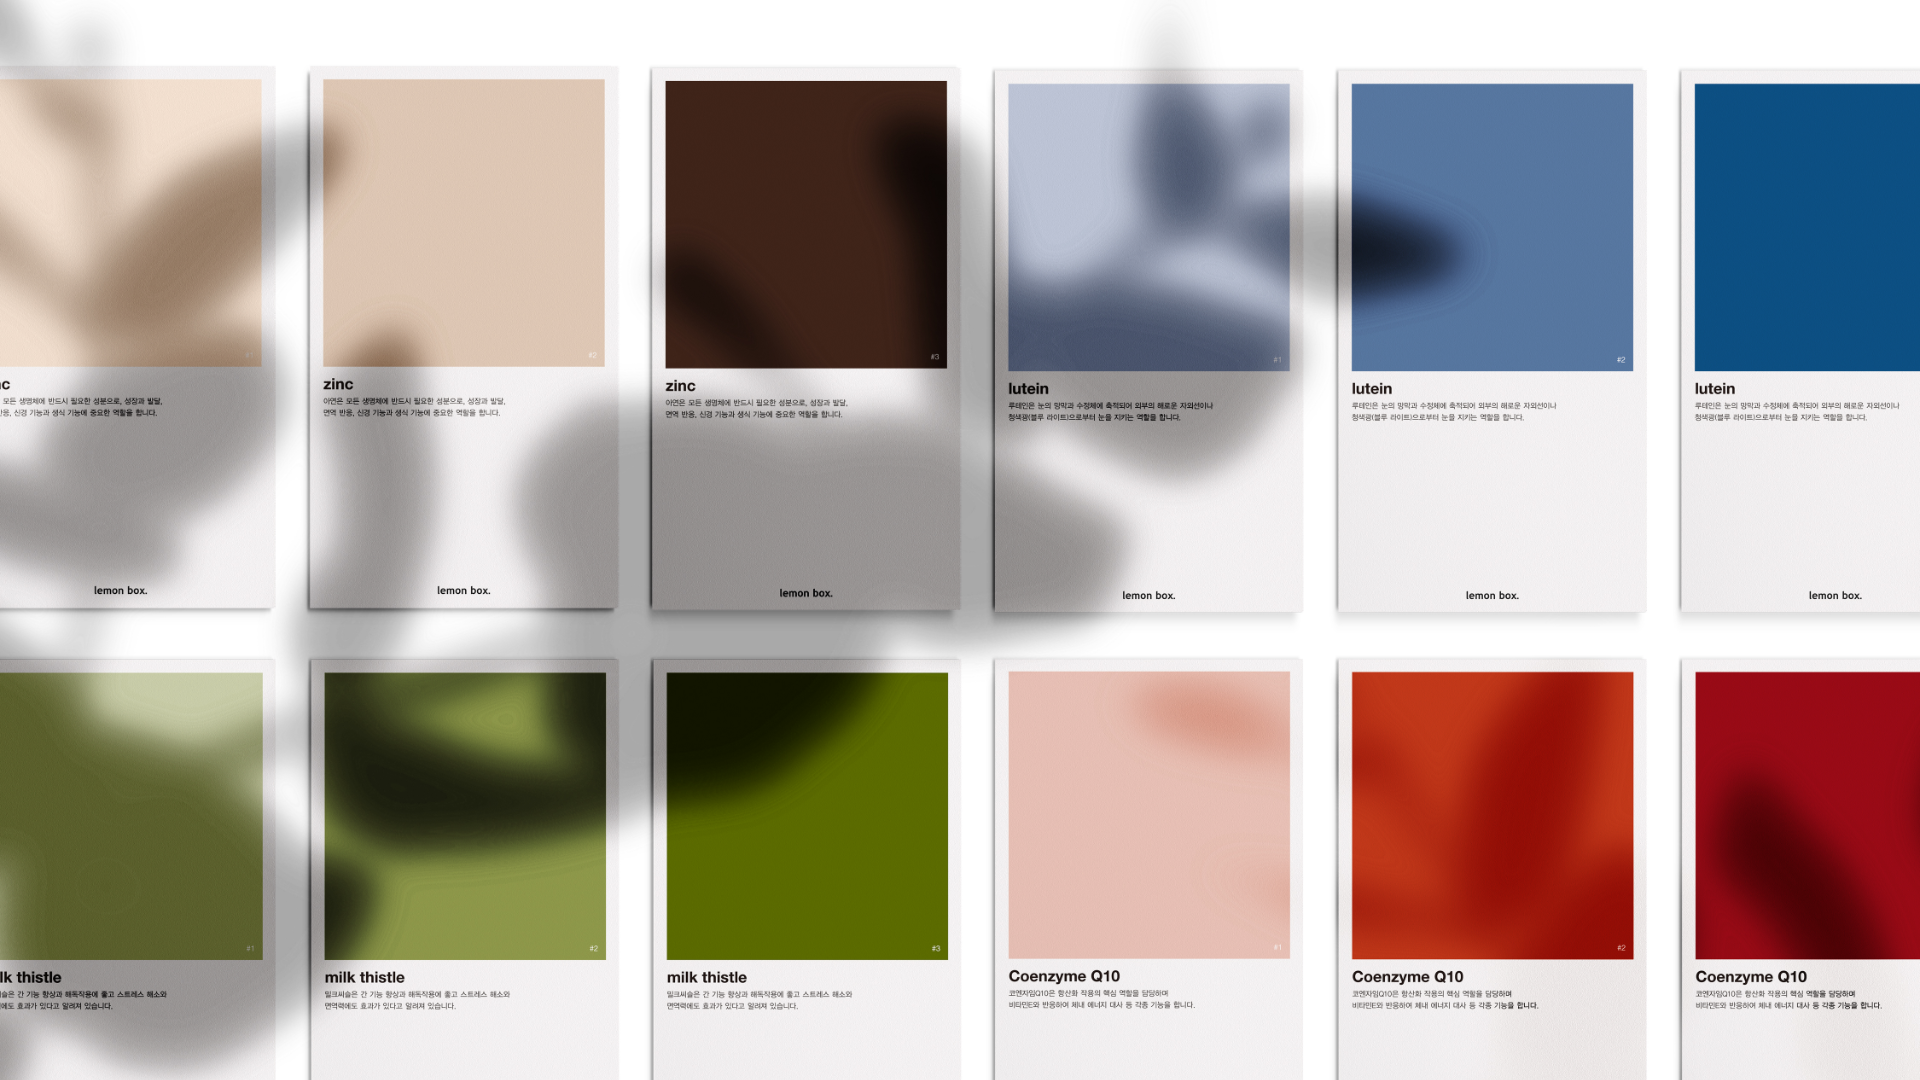 #1
#2
#3
#1
#2
c
zinc
zinc
lutein
lutein
lutein
모든 생명체에 반드시 필요한 성분으로, 성장과 발달,
반응, 신경 기능과 생식 기능에 중요한 역할을 합니다.
아연은 모든 생명체에 반드시 필요한 성분으로, 성장과 발달,
면역 반응, 신경 기능과 생식 기능에 중요한 역할을 합니다.
아연은 모든 생명체에 반드시 필요한 성분으로, 성장과 발달,
면역 반응, 신경 기능과 생식 기능에 중요한 역할을 합니다.
루테인은 눈의 망막과 수정체에 축적되어 외부의 해로운 자외선이나
청색광(블루 라이트)으로부터 눈을 지키는 역할을 합니다.
루테인은 눈의 망막과 수정체에 축적되어 외부의 해로운 자외선이나
청색광(블루 라이트)으로부터 눈을 지키는 역할을 합니다.
루테인은 눈의 망막과 수정체에 축적되어 외부의 해로운 자외선이나
청색광(블루 라이트)으로부터 눈을 지키는 역할을 합니다.
lemon box.
lemon box.
lemon box.
lemon box.
lemon box.
lemon box.
#1
#2
#3
#1
#2
lk thistle
milk thistle
milk thistle
Coenzyme Q10
Coenzyme Q10
Coenzyme Q10
슬은 간 기능 향상과 해독작용에 좋고 스트레스 해소와
에도 효과가 있다고 알려져 있습니다.
밀크씨슬은 간 기능 향상과 해독작용에 좋고 스트레스 해소와
면역력에도 효과가 있다고 알려져 있습니다.
밀크씨슬은 간 기능 향상과 해독작용에 좋고 스트레스 해소와
면역력에도 효과가 있다고 알려져 있습니다.
코엔자임Q10은 항산화 작용의 핵심 역할을 담당하며
비타민E와 반응하여 체내 에너지 대사 등 각종 기능을 합니다.
코엔자임Q10은 항산화 작용의 핵심 역할을 담당하며
비타민E와 반응하여 체내 에너지 대사 등 각종 기능을 합니다.
코엔자임Q10은 항산화 작용의 핵심 역할을 담당하며
비타민E와 반응하여 체내 에너지 대사 등 각종 기능을 합니다.